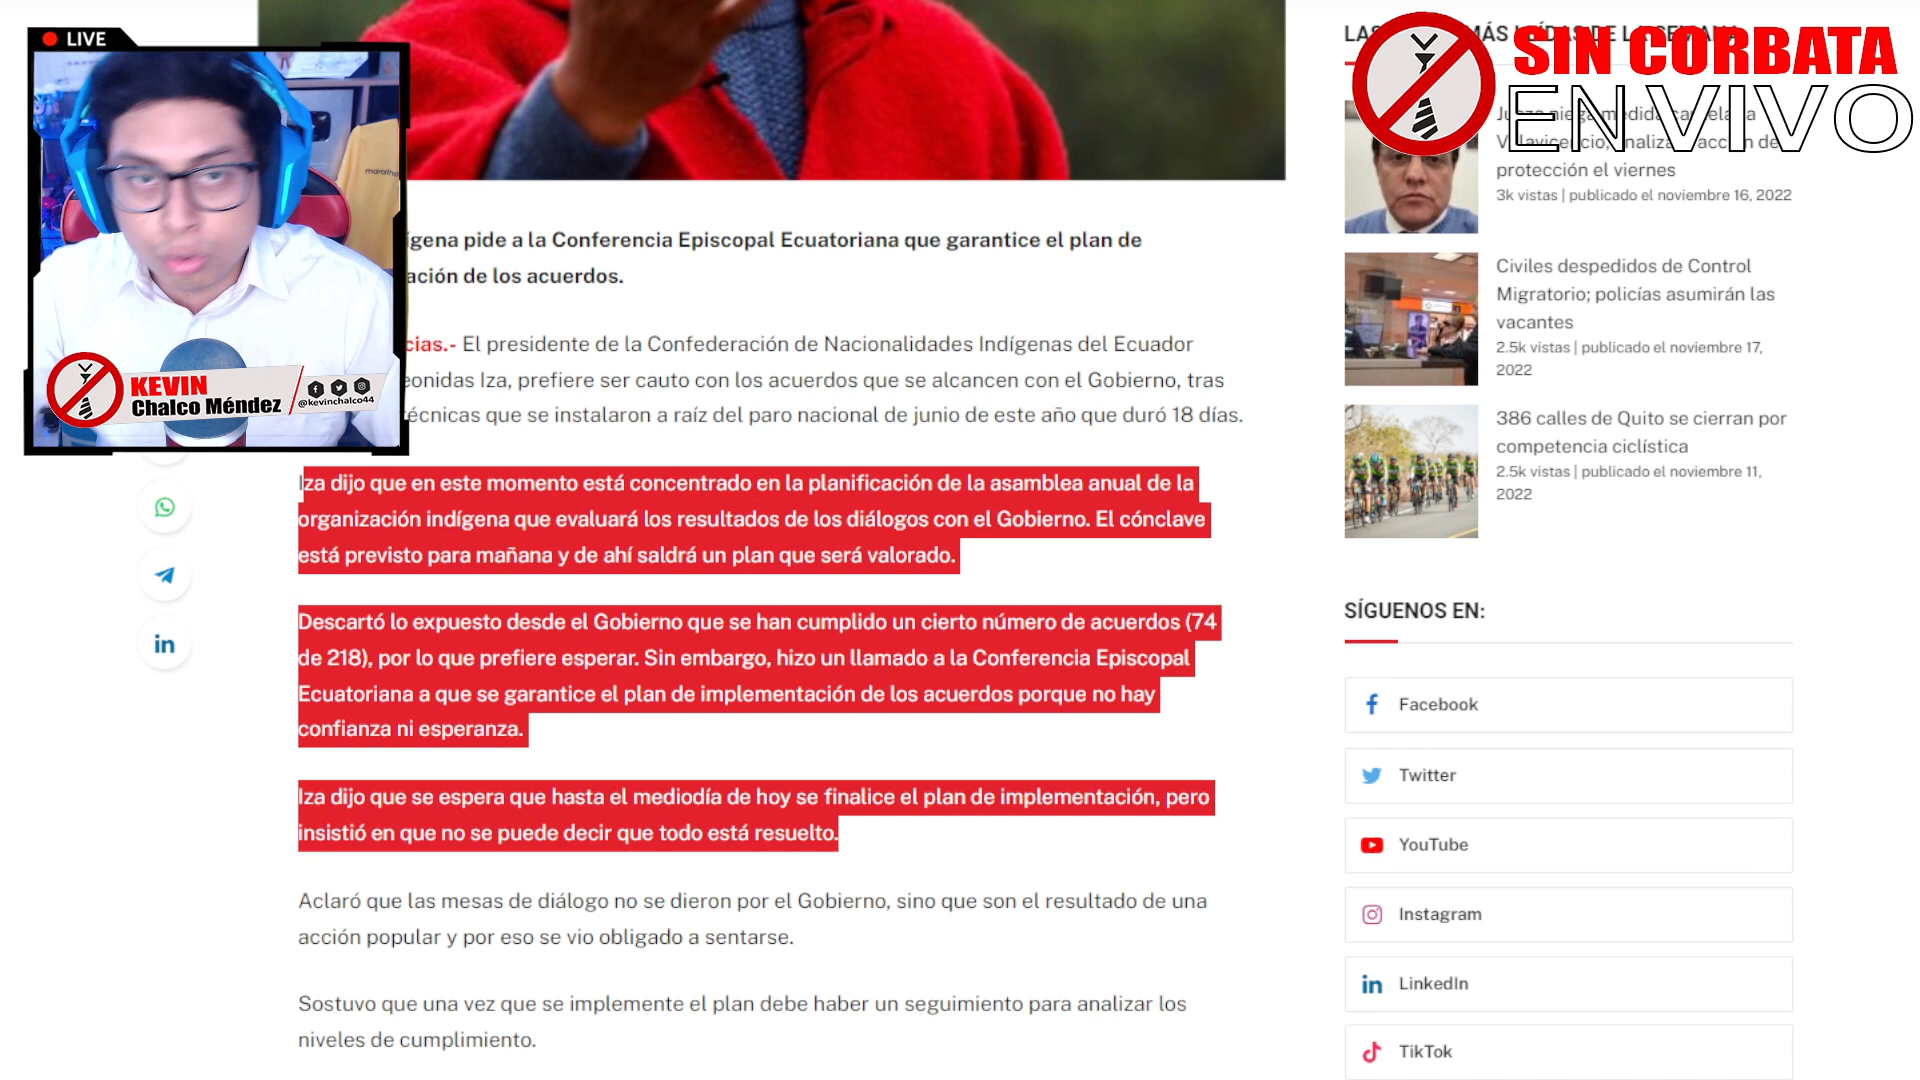 LIVE
marathon
KEVIN
Chalco Méndez
@kevinchalco44
SIN CORBATA
EN VIVO
ígena pide a la Conferencia Episcopal Ecuatoriana que garantice el plan de
ación de los acuerdos.
cias.- El presidente de la Confederación de Nacionalidades Indígenas del Ecuador
eonidas Iza, prefiere ser cauto con los acuerdos que se alcancen con el Gobierno, tras
écnicas que se instalaron a raíz del paro nacional de junio de este año que duró 18 días.
Iza dijo que en este momento está concentrado en la planificación de la asamblea anual de la
organización indígena que evaluará los resultados de los diálogos con el Gobierno. El cónclave
está previsto para mañana y de ahí saldrá un plan que será valorado.
Descartó lo expuesto desde el Gobierno que se han cumplido un cierto número de acuerdos (74
de 218), por lo que prefiere esperar. Sin embargo, hizo un llamado a la Conferencia Episcopal
Ecuatoriana a que se garantice el plan de implementación de los acuerdos porque no hay
confianza ni esperanza.
Iza dijo que se espera que hasta el mediodía de hoy se finalice el plan de implementación, pero
insistió en que no se puede decir que todo está resuelto.
Aclaró que las mesas de diálogo no se dieron por el Gobierno, sino que son el resultado de una
acción popular y por eso se vio obligado a sentarse.
Sostuvo que una vez que se implemente el plan debe haber un seguimiento para analizar los
niveles de cumplimiento.
protección el viernes
3k vistas | publicado el noviembre 16, 2022
Civiles despedidos de Control
Migratorio; policías asumirán las
vacantes
2.5k vistas | publicado el noviembre 17,
2022
386 calles de Quito se cierran por
competencia ciclística
2.5k vistas | publicado el noviembre 11,
2022
SÍGUENOS EN:
Facebook
Twitter
YouTube
Instagram
LinkedIn
TikTok